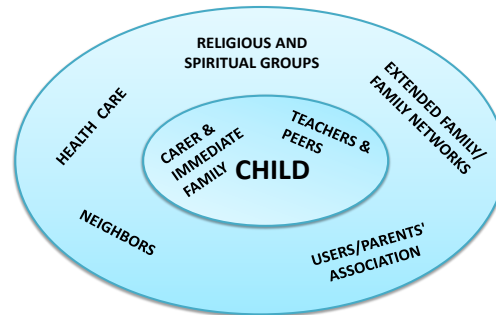 RELIGIOUS AND
SPIRITUAL GROUPS
EXTENDED FAMILY/
FAMILY NETWORKS
HEALTH CARE
CARER &
IMMEDIATE
FAMILY
TEACHERS &
PEERS
CHILD
NEIGHBORS
USERS/PARENTS'
ASSOCIATION